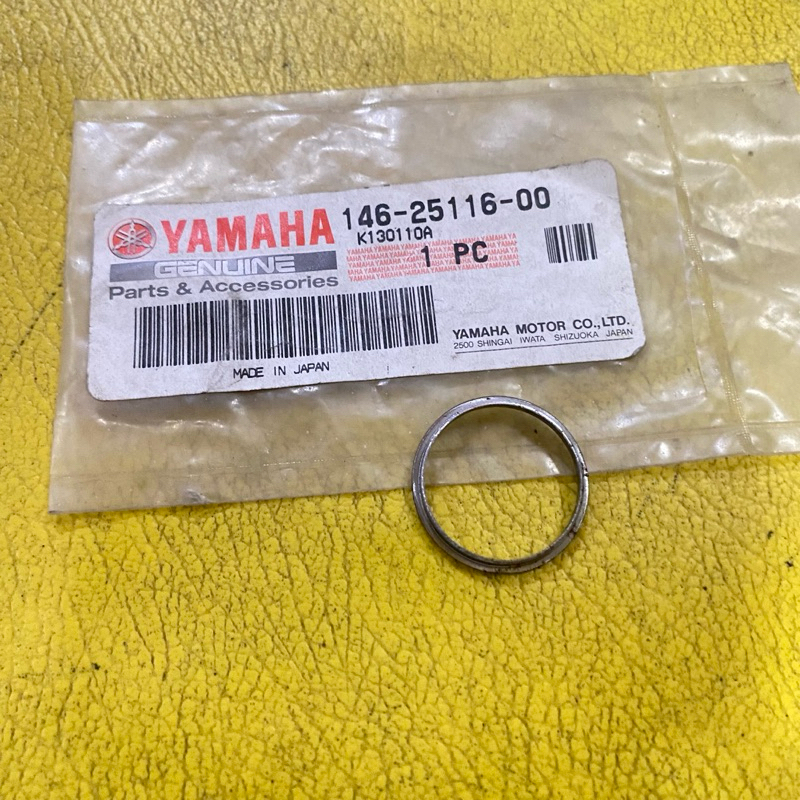 YAMAHA 146-25116-00
K130110A
GENUINE 1 PC
Parts & Accessories
YAMAHA MOTOR CO.,LTD.
2500 SHINGAI IWATA SHIZUOKA JAPAN
MADE IN JAPAN